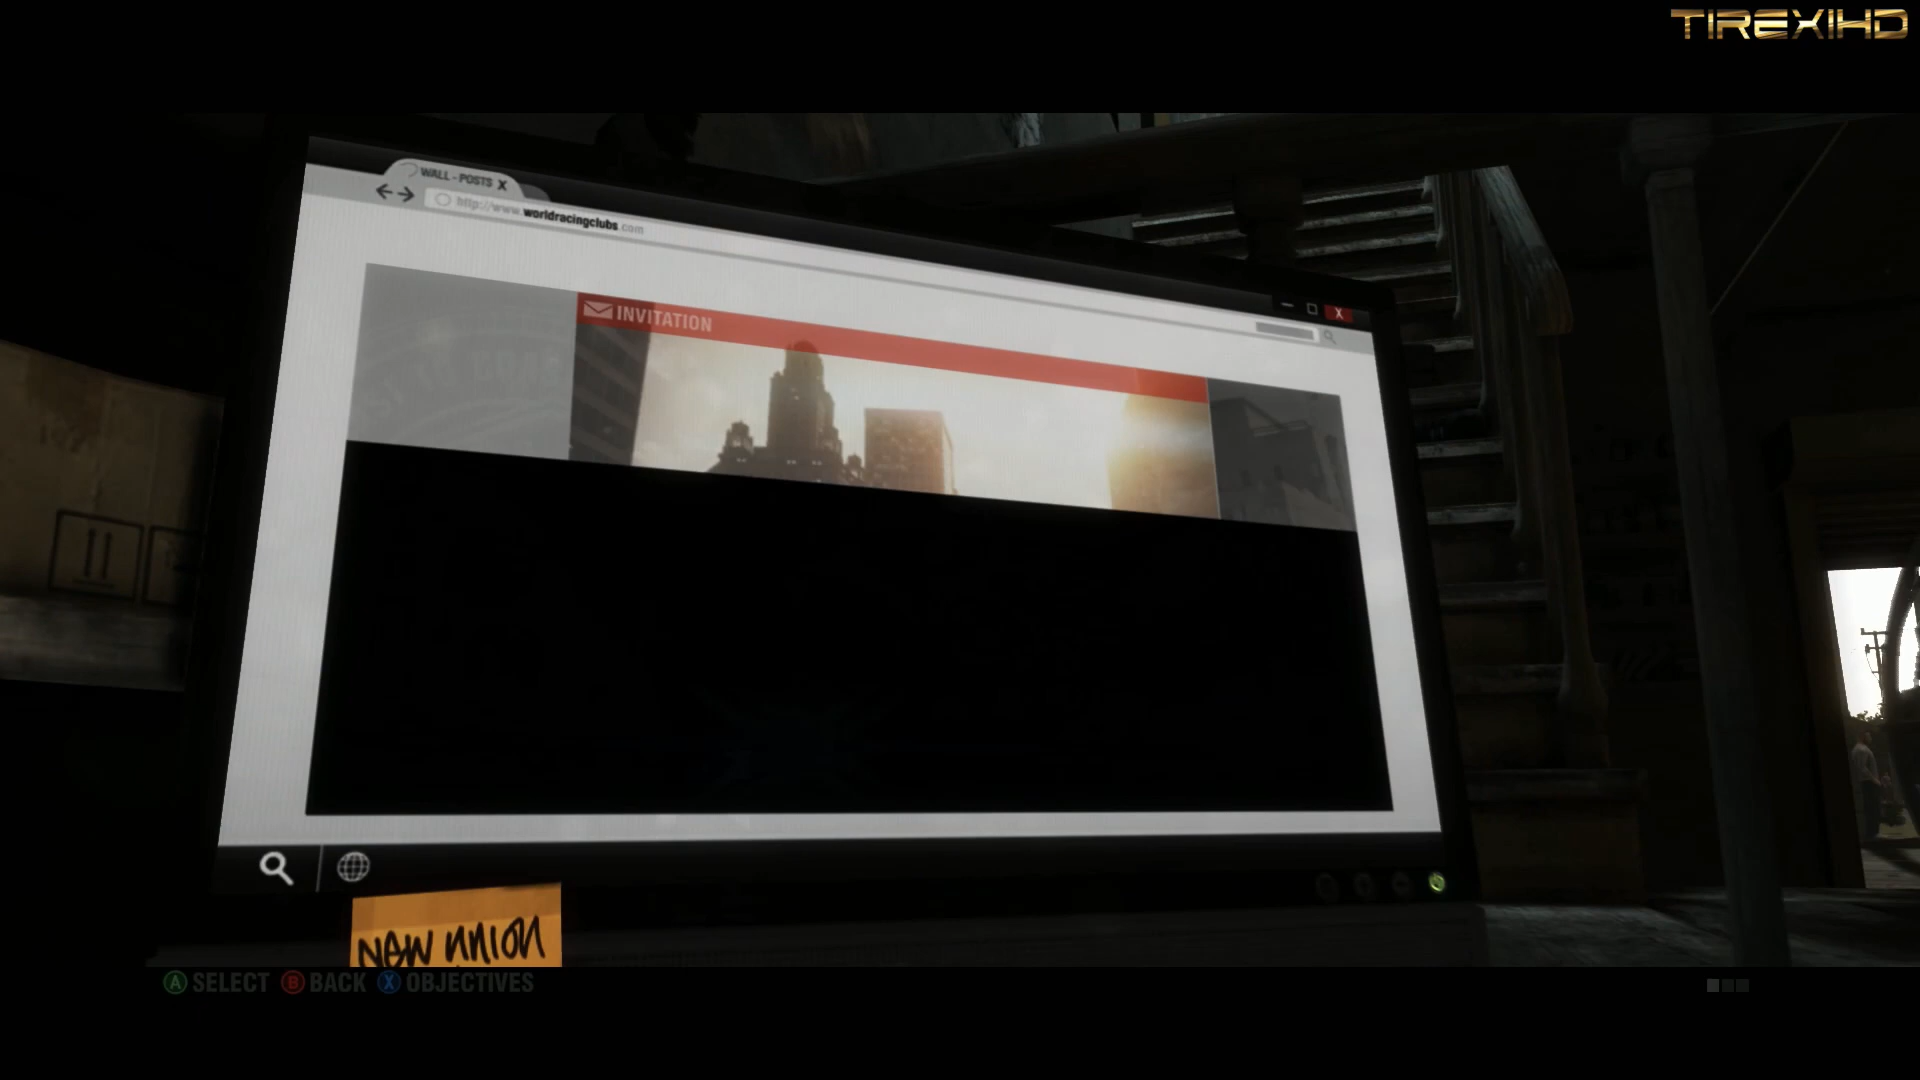 TIREXIHD
WALL - POSTS X
http://www.worldracingclubs.com
X
INVITATION
NEW UNION
A SELECT B BACK X OBJECTIVES